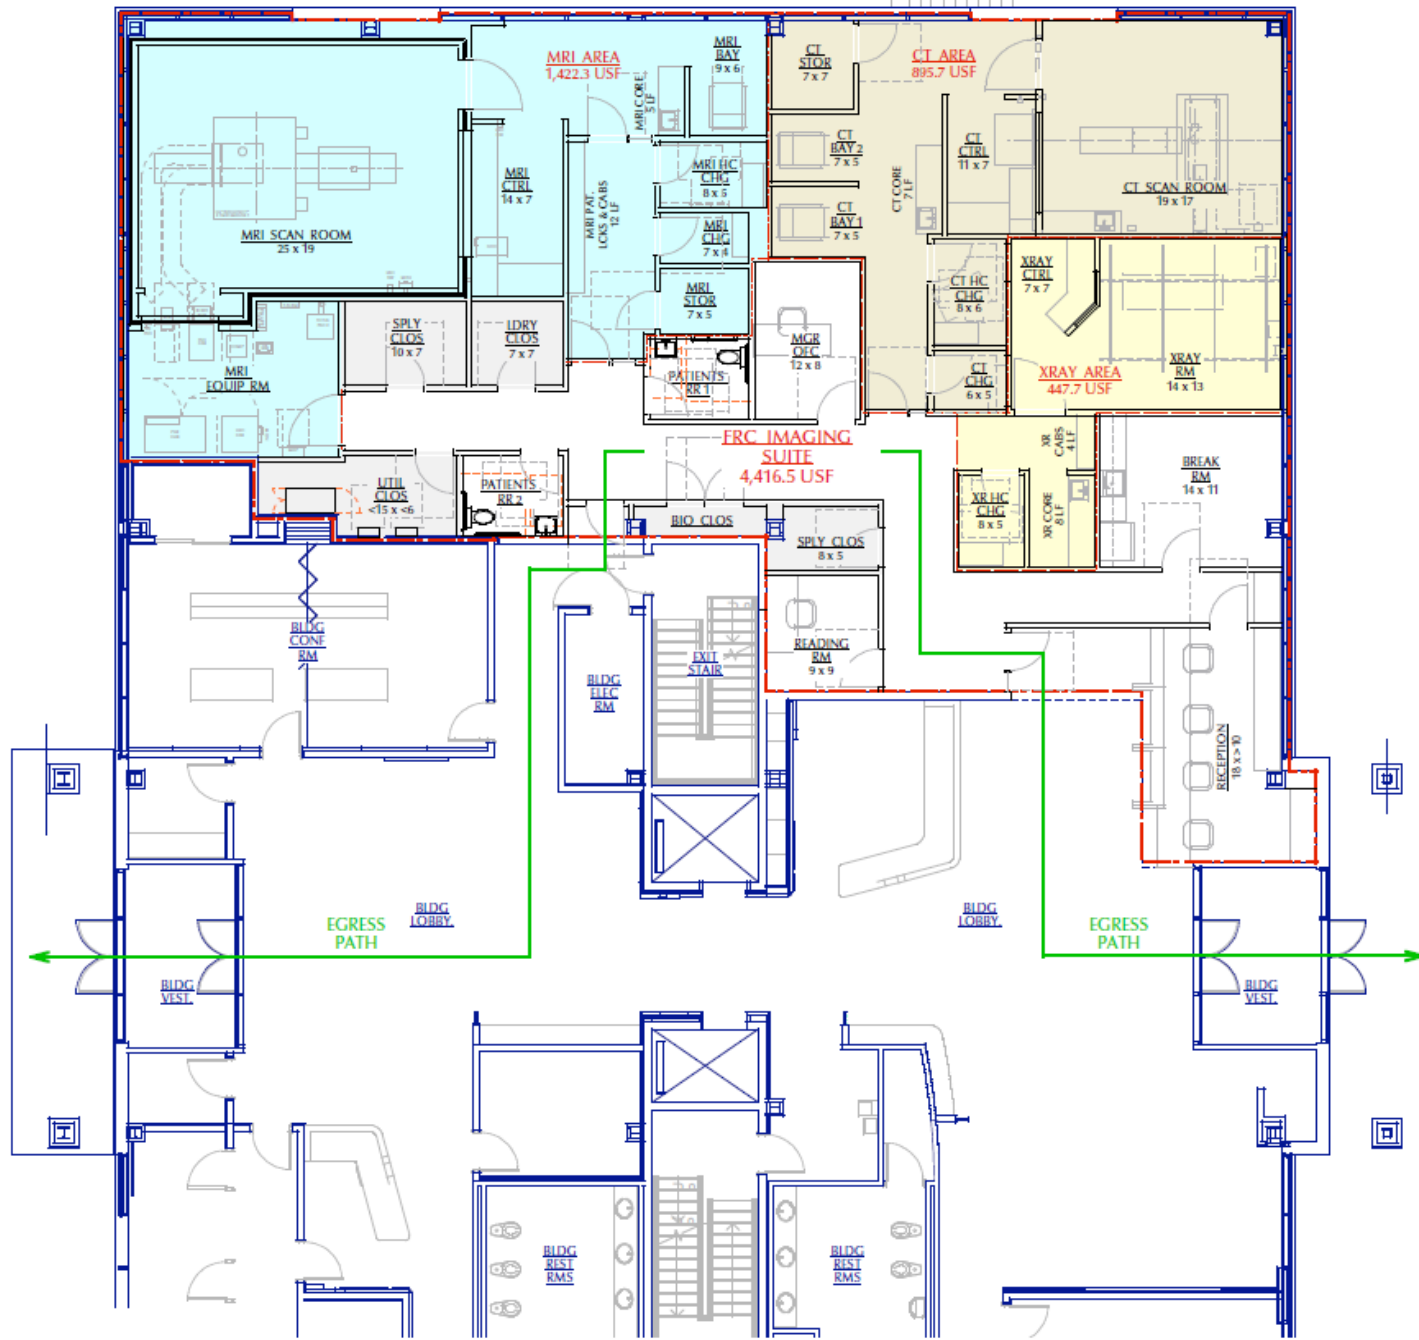 MRI AREA
1,422.3 USF
MRI
BAY
9 x 6
CT
STOR
7 x 7
CT AREA
895.7 USF
MRI CORE
5 LF
MRI SCAN ROOM
25 x 19
MRI
CTRL
14 x 7
MRI PAT.
LCKS & CABS
12 LF
MRI HC
CHG
8 x 5
MRI
CHG
7 x 4
MRI
STOR
7 x 5
CT
BAY 2
7 x 5
CT
BAY 1
7 x 5
CT CORE
7 LF
CT
CTRL
11 x 7
CT SCAN ROOM
19 x 17
CT HC
CHG
8 x 6
XRAY
CTRL
7 x 7
SPLY
CLOS
10 x 7
LDRY
CLOS
7 x 7
MGR
OFC
12 x 8
MRI
EQUIP RM
PATIENTS
RR 1
CT
CHG
6 x 5
XRAY AREA
447.7 USF
XRAY
RM
14 x 13
FRC IMAGING
SUITE
4,416.5 USF
XR
CABS
4 LF
BREAK
RM
14 x 11
UTIL
CLOS
<15 x <6
PATIENTS
RR 2
BIO CLOS
SPLY CLOS
8 x 5
XR HC
CHG
8 x 5
XR CORE
8 LF
BLDG
CONF
RM
BLDG
ELEC
RM
EXIT
STAIR
READING
RM
9 x 9
RECEPTION
18 x >10
EGRESS
PATH
BLDG
LOBBY.
BLDG
LOBBY.
EGRESS
PATH
BLDG
VEST.
BLDG
VEST.
BLDG
REST
RMS
BLDG
REST
RMS